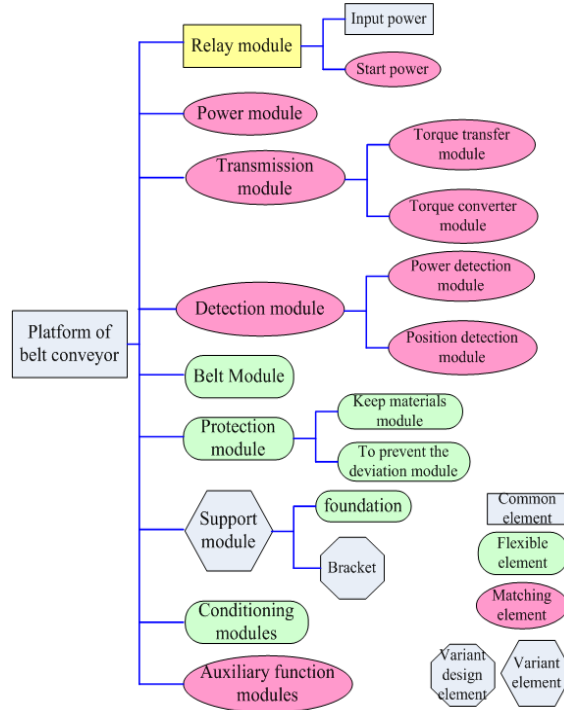 Relay module
Input power
Start power
Power module
Transmission
module
Torque transfer
module
Torque converter
module
Detection module
Power detection
module
Position detection
module
Platform of
belt conveyor
Belt Module
Protection
module
Keep materials
module
To prevent the
deviation module
Support
module
foundation
Bracket
Conditioning
modules
Auxiliary function
modules
Common
element
Flexible
element
Matching
element
Variant
design
element
Variant
element